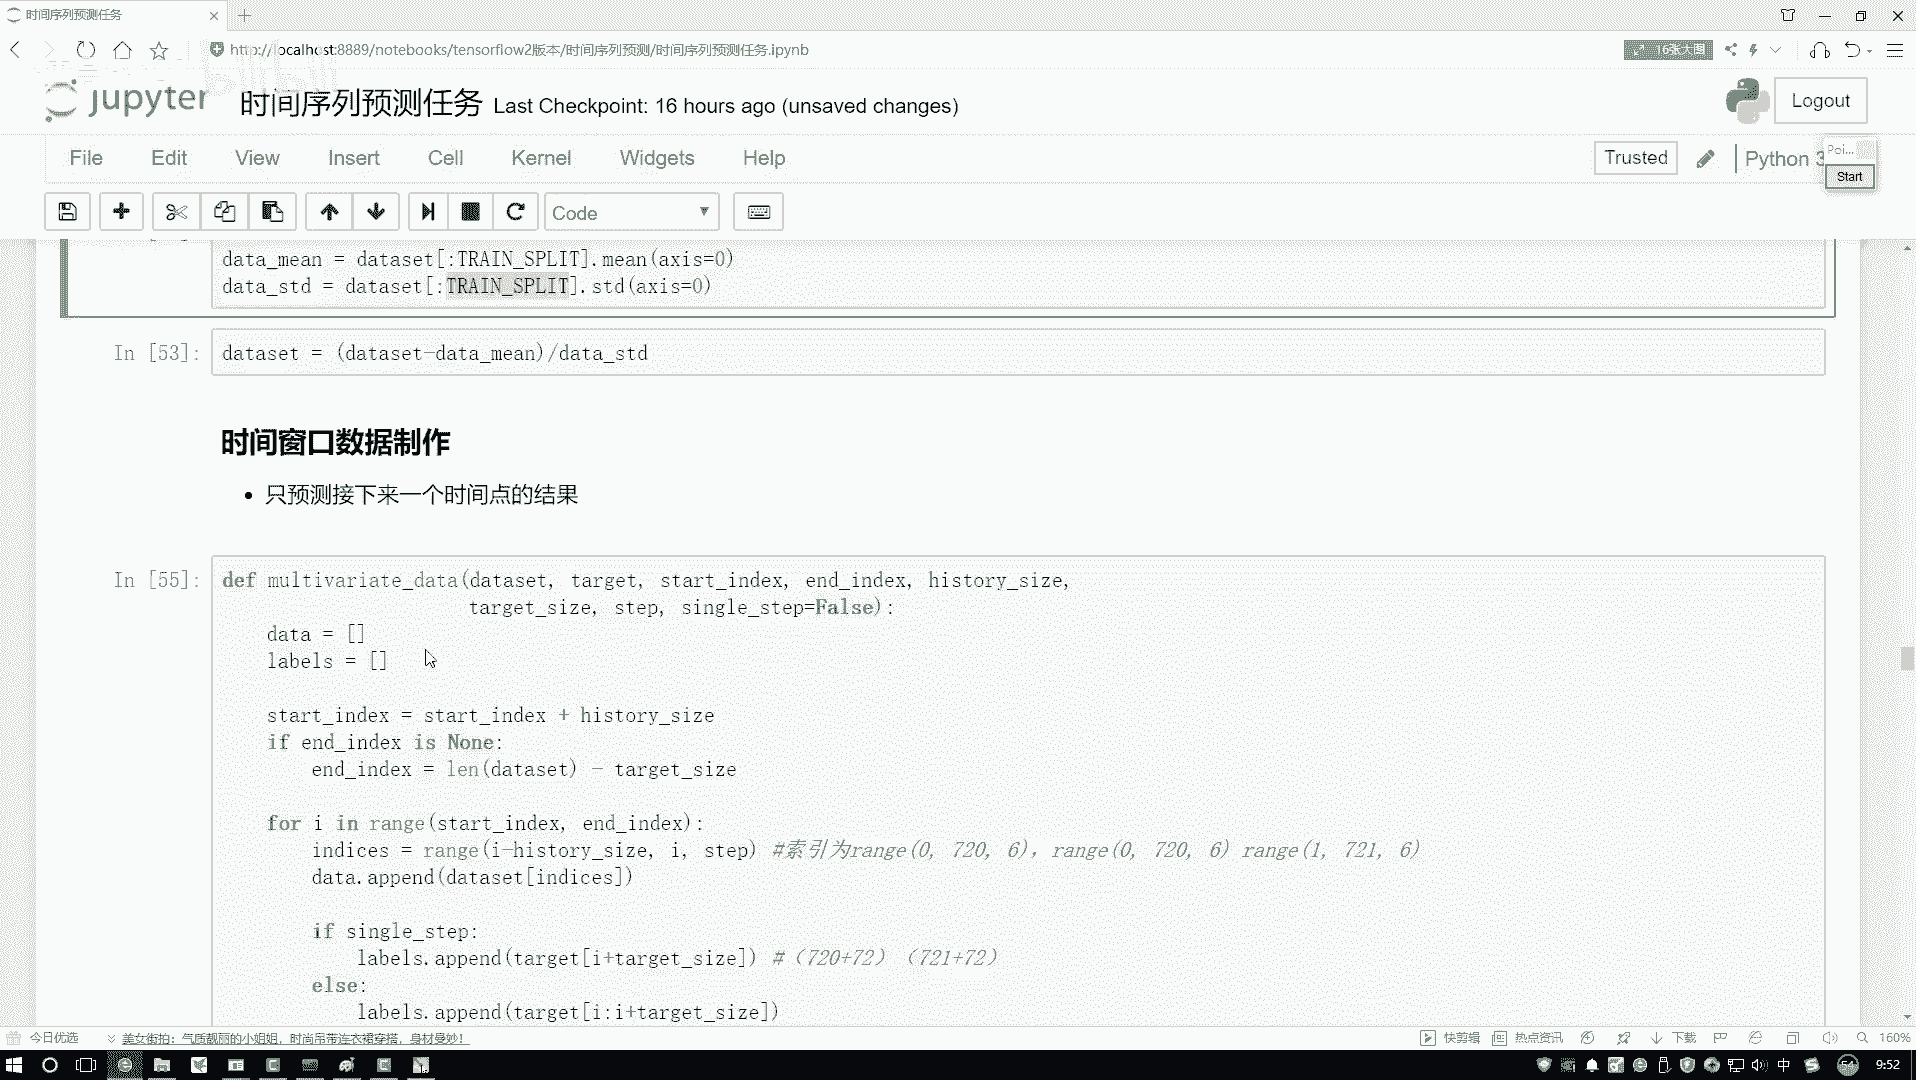 时间序列预测任务
http://localhost:8889/notebooks/tensorflow2版本/时间序列预测/时间序列预测任务.ipynb
16张大图
bilibili
jupyter 时间序列预测任务 Last Checkpoint: 16 hours ago (unsaved changes)
Logout
File Edit View Insert Cell Kernel Widgets Help
Trusted
Python 3
Poi...
Start
Code
data_mean = dataset[:TRAIN_SPLIT].mean(axis=0)
data_std = dataset[:TRAIN_SPLIT].std(axis=0)
In [53]: dataset = (dataset-data_mean)/data_std
时间窗口数据制作
只预测接下来一个时间点的结果
In [55]: def multivariate_data(dataset, target, start_index, end_index, history_size,
target_size, step, single_step=False):
data = []
labels = []
start_index = start_index + history_size
if end_index is None:
end_index = len(dataset) - target_size
for i in range(start_index, end_index):
indices = range(i-history_size, i, step) #索引为range(0, 720, 6)，range(0, 720, 6) range(1, 721, 6)
data.append(dataset[indices])
if single_step:
labels.append(target[i+target_size]) #（720+72）（721+72）
else:
labels.append(target[i:i+target_size])
今日优选
美女街拍：气质靓丽的小姐姐，时尚吊带连衣裙穿搭，身材曼妙！
快剪辑
热点资讯
下载
160%
中
54
9:52